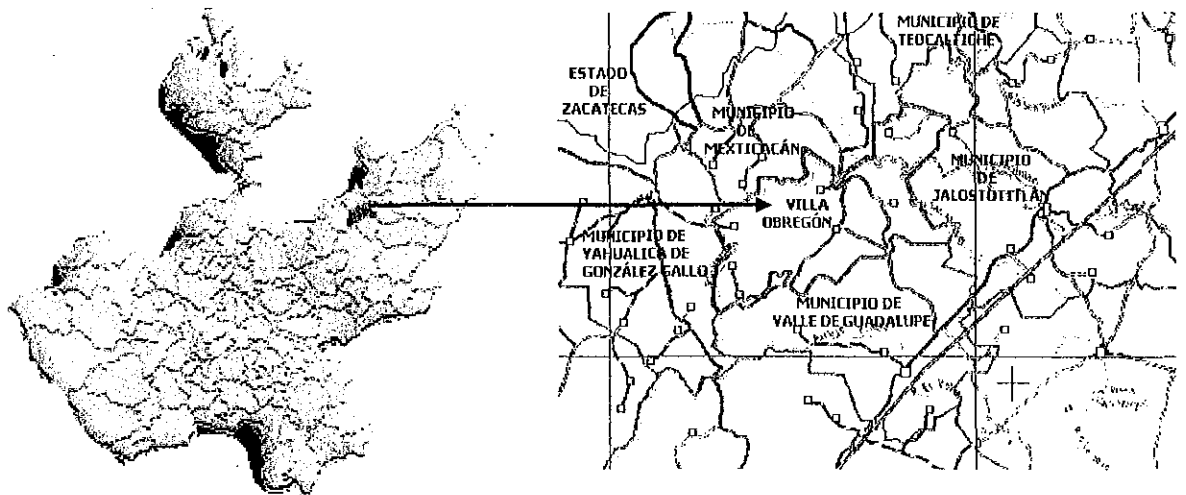 MUNICIPIO DE
TEOCALTICHE
ESTADO
DE
ZACATECAS
MUNICIPIO
DE
MEXTICACÁN
MUNICIPIO
DE
JALOSTOTITLÁN
VILLA
OBREGÓN
MUNICIPIO DE
YAHUALICA DE
GONZÁLEZ GALLO
MUNICIPIO DE
VALLE DE GUADALUPE